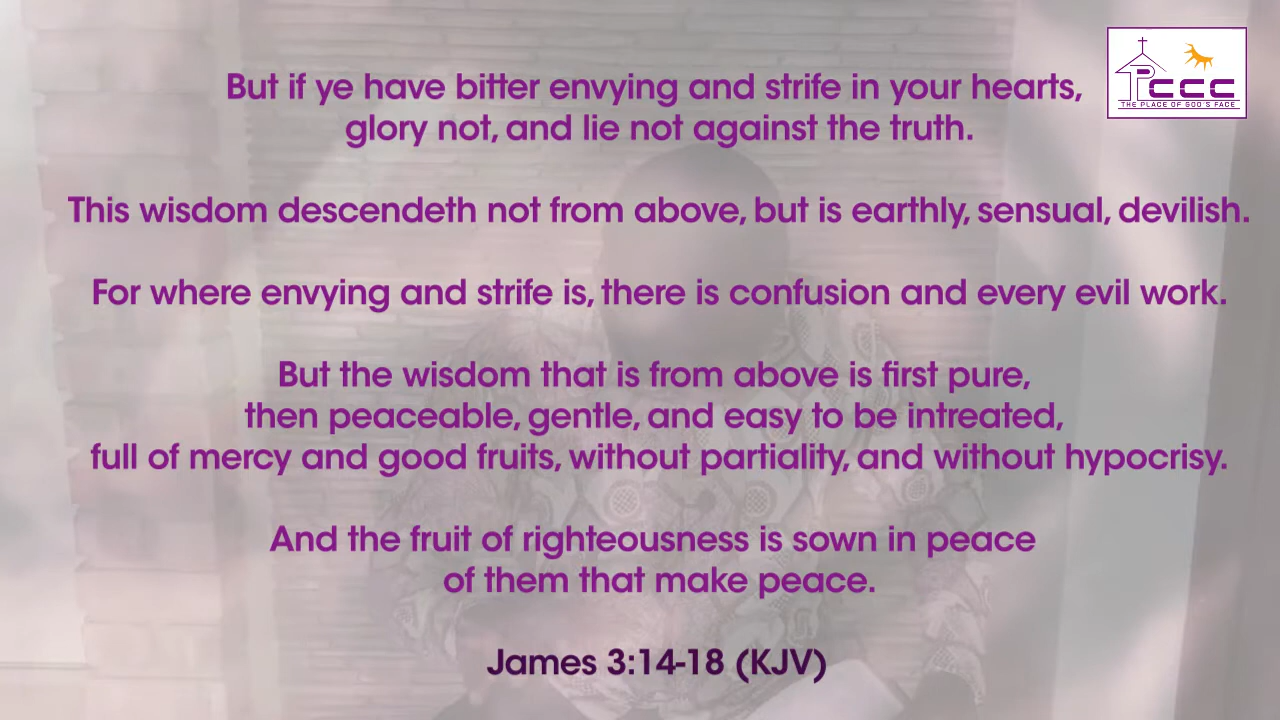 But if ye have bitter envying and strife in your hearts,
glory not, and lie not against the truth.
This wisdom descendeth not from above, but is earthly, sensual, devilish.
For where envying and strife is, there is confusion and every evil work.
But the wisdom that is from above is first pure,
then peaceable, gentle, and easy to be intreated,
full of mercy and good fruits, without partiality, and without hypocrisy.
And the fruit of righteousness is sown in peace
of them that make peace.
James 3:14-18 (KJV)
PCCC
THE PLACE OF GOD'S FACE